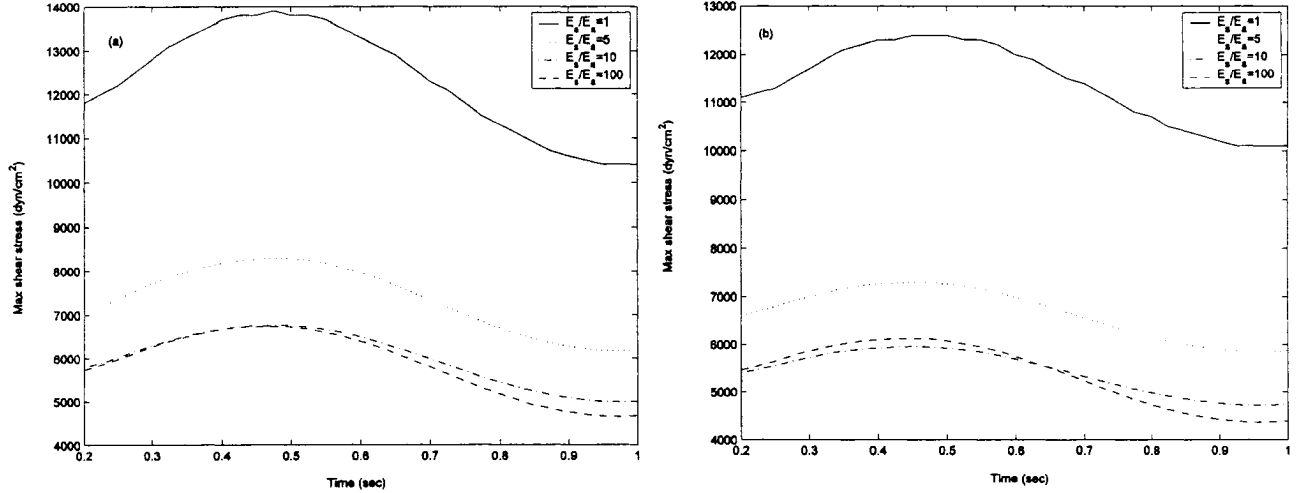 (a)
E_s/E_a=1
E_s/E_a=5
E_s/E_a=10
E_s/E_a=100
14000
13000
12000
11000
10000
9000
8000
7000
6000
5000
4000
Max shear stress (dyn/cm²)
0.2 0.3 0.4 0.5 0.6 0.7 0.8 0.9 1
Time (sec)
(b)
E_s/E_a=1
E_s/E_a=5
E_s/E_a=10
E_s/E_a=100
13000
12000
11000
10000
9000
8000
7000
6000
5000
4000
Max shear stress (dyn/cm²)
0.2 0.3 0.4 0.5 0.6 0.7 0.8 0.9 1
Time (sec)